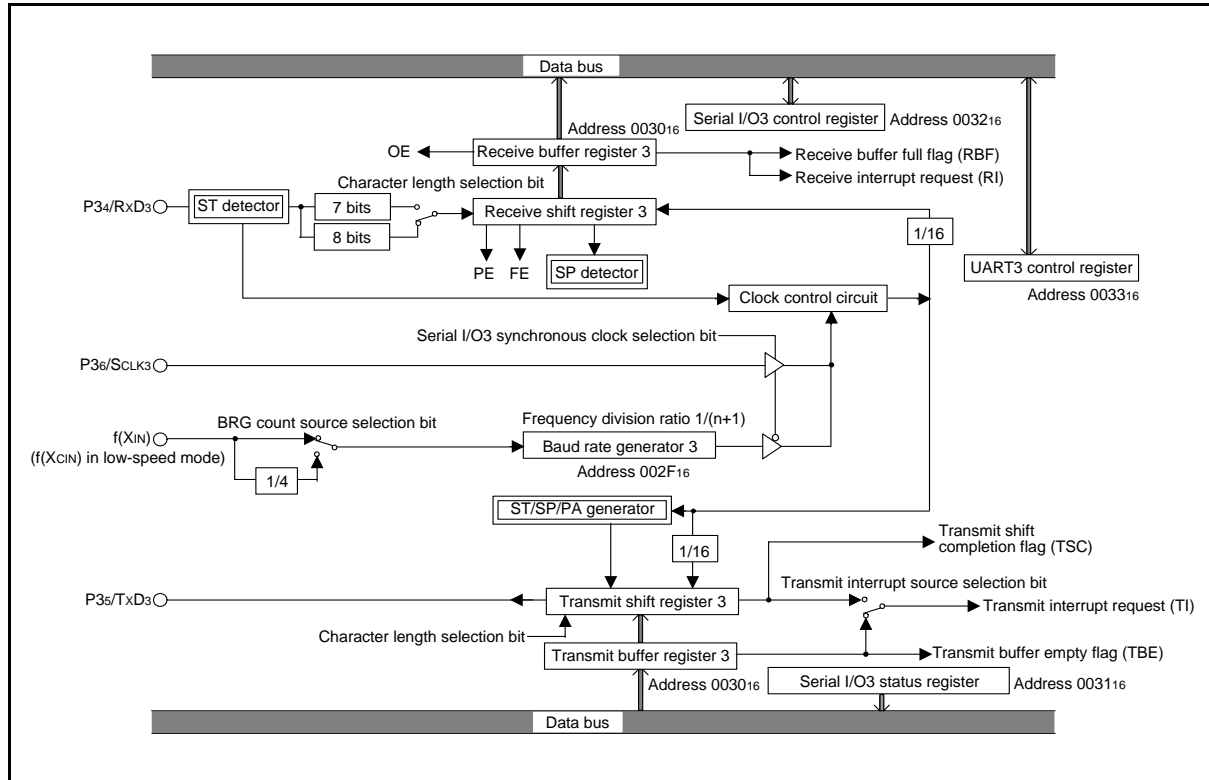 Data bus
Serial I/O3 control register
Address 003216
Address 003016
OE
Receive buffer register 3
Receive buffer full flag (RBF)
Receive interrupt request (RI)
Character length selection bit
P34/RxD3
ST detector
7 bits
8 bits
Receive shift register 3
1/16
PE
FE
SP detector
UART3 control register
Address 003316
Clock control circuit
Serial I/O3 synchronous clock selection bit
P36/SCLK3
BRG count source selection bit
Frequency division ratio 1/(n+1)
f(XIN)
(f(XCIN) in low-speed mode)
Baud rate generator 3
Address 002F16
1/4
ST/SP/PA generator
1/16
Transmit shift
completion flag (TSC)
Transmit interrupt source selection bit
P35/TxD3
Transmit shift register 3
Transmit interrupt request (TI)
Character length selection bit
Transmit buffer register 3
Transmit buffer empty flag (TBE)
Address 003016
Serial I/O3 status register
Address 003116
Data bus